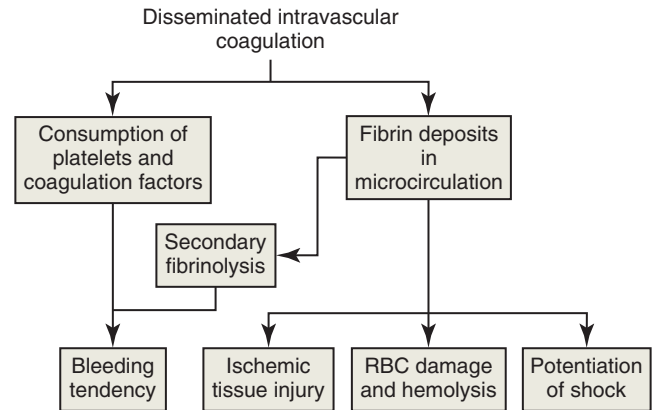 Disseminated intravascular
coagulation
Consumption of
platelets and
coagulation factors
Fibrin deposits
in
microcirculation
Secondary
fibrinolysis
Bleeding
tendency
Ischemic
tissue injury
RBC damage
and hemolysis
Potentiation
of shock